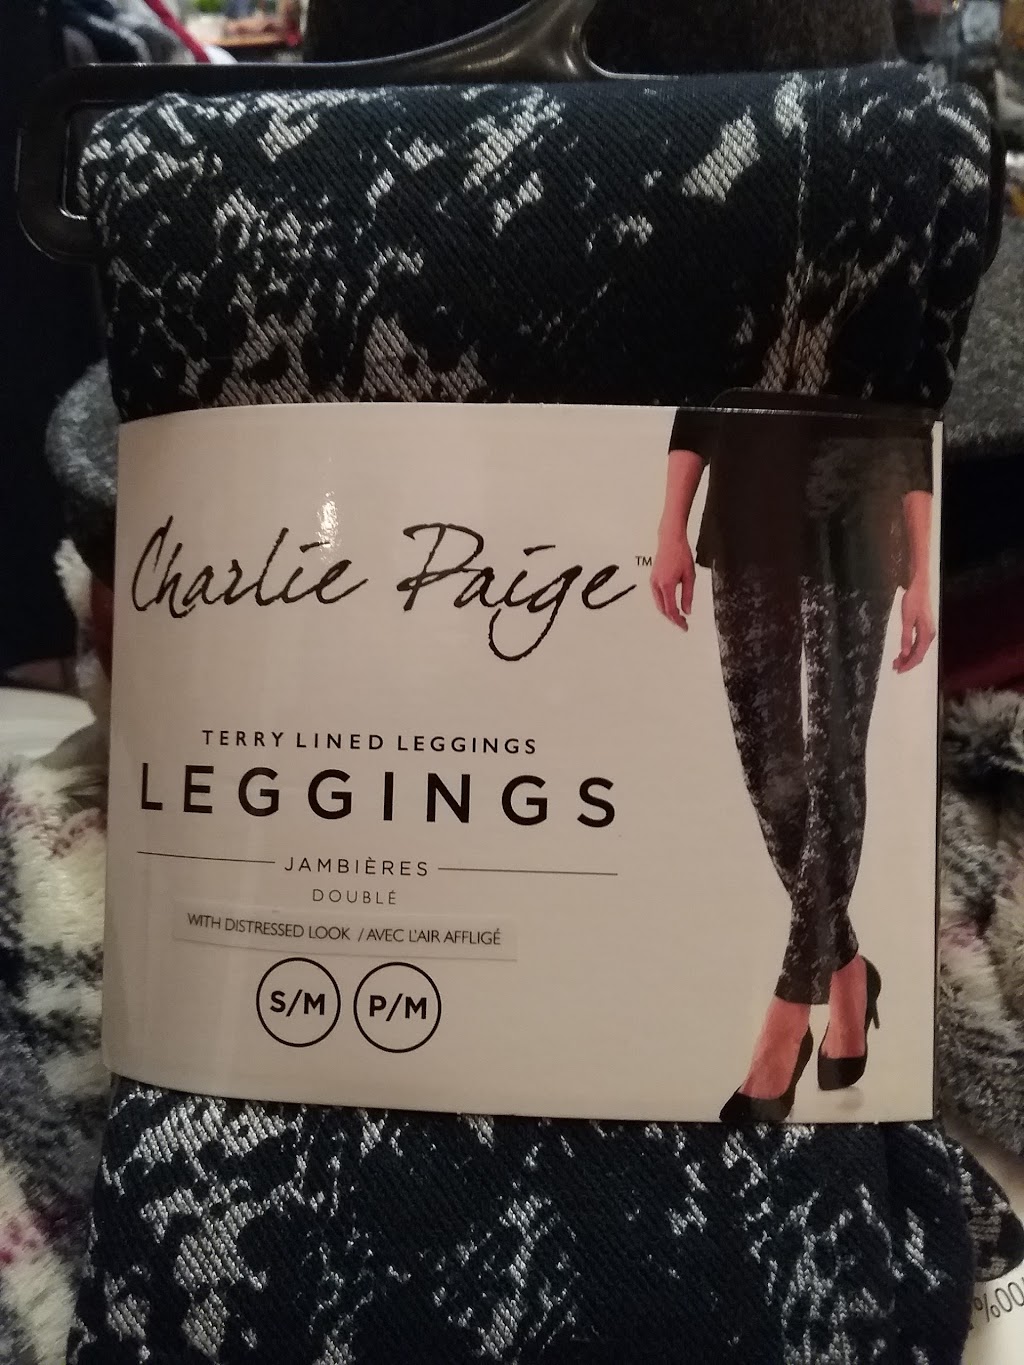 Charlie Paige™
TERRY LINED LEGGINGS
LEGGINGS
JAMBIÈRES
DOUBLÉ
WITH DISTRESSED LOOK / AVEC L'AIR AFFLIGÉ
S/M P/M